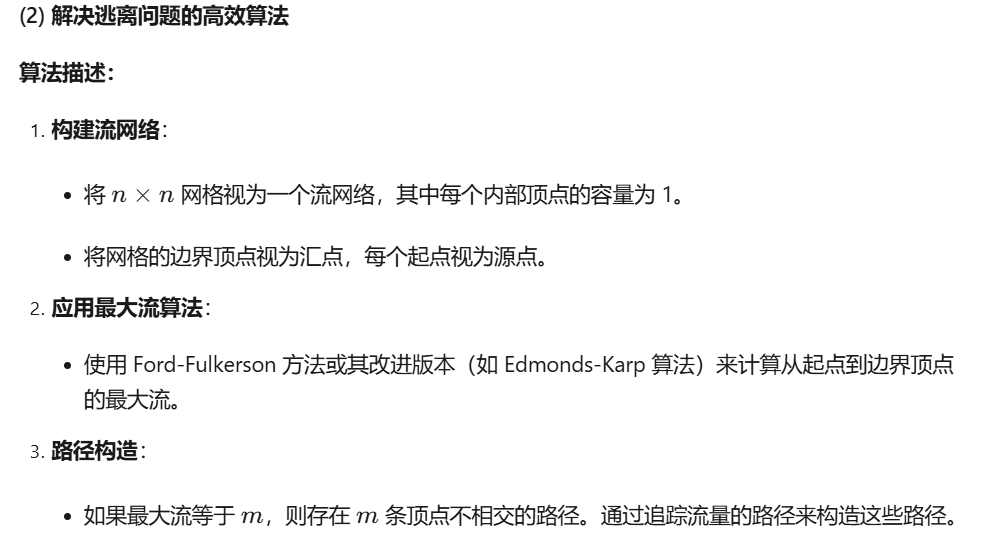 (2) 解决逃离问题的高效算法
算法描述：
1. 构建流网络：
• 将 n × n 网格视为一个流网络，其中每个内部顶点的容量为 1。
• 将网格的边界顶点视为汇点，每个起点视为源点。
2. 应用最大流算法：
• 使用 Ford-Fulkerson 方法或其改进版本（如 Edmonds-Karp 算法）来计算从起点到边界顶点
的最大流。
3. 路径构造：
• 如果最大流等于 m，则存在 m 条顶点不相交的路径。通过追踪流量的路径来构造这些路径。